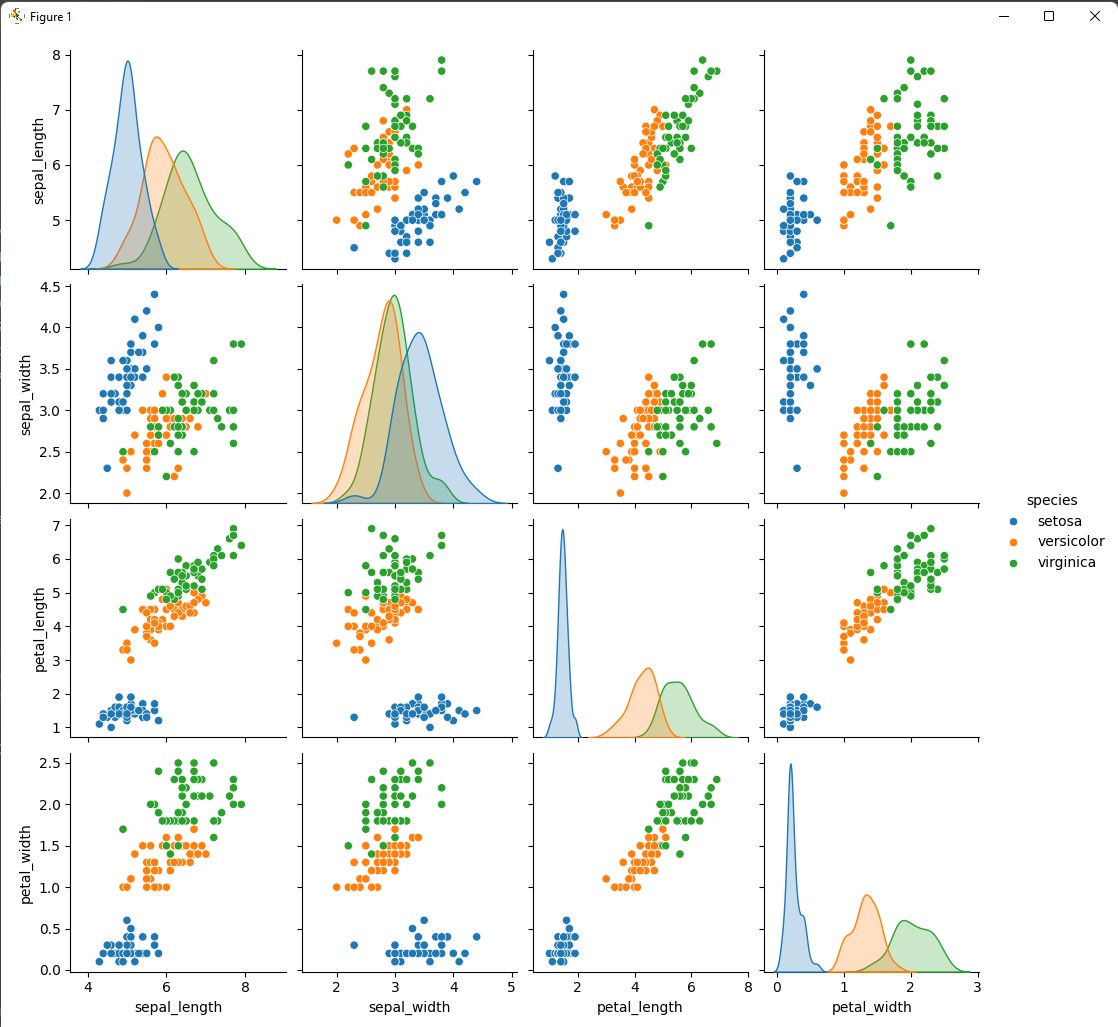 Figure 1
8
7
6
5
sepal_length
4.5
4.0
3.5
3.0
2.5
2.0
sepal_width
species
setosa
versicolor
virginica
7
6
5
4
3
2
1
petal_length
2.5
2.0
1.5
1.0
0.5
0.0
petal_width
4 6 8
2 3 4 5
2 4 6 8
0 1 2 3
sepal_length sepal_width petal_length petal_width